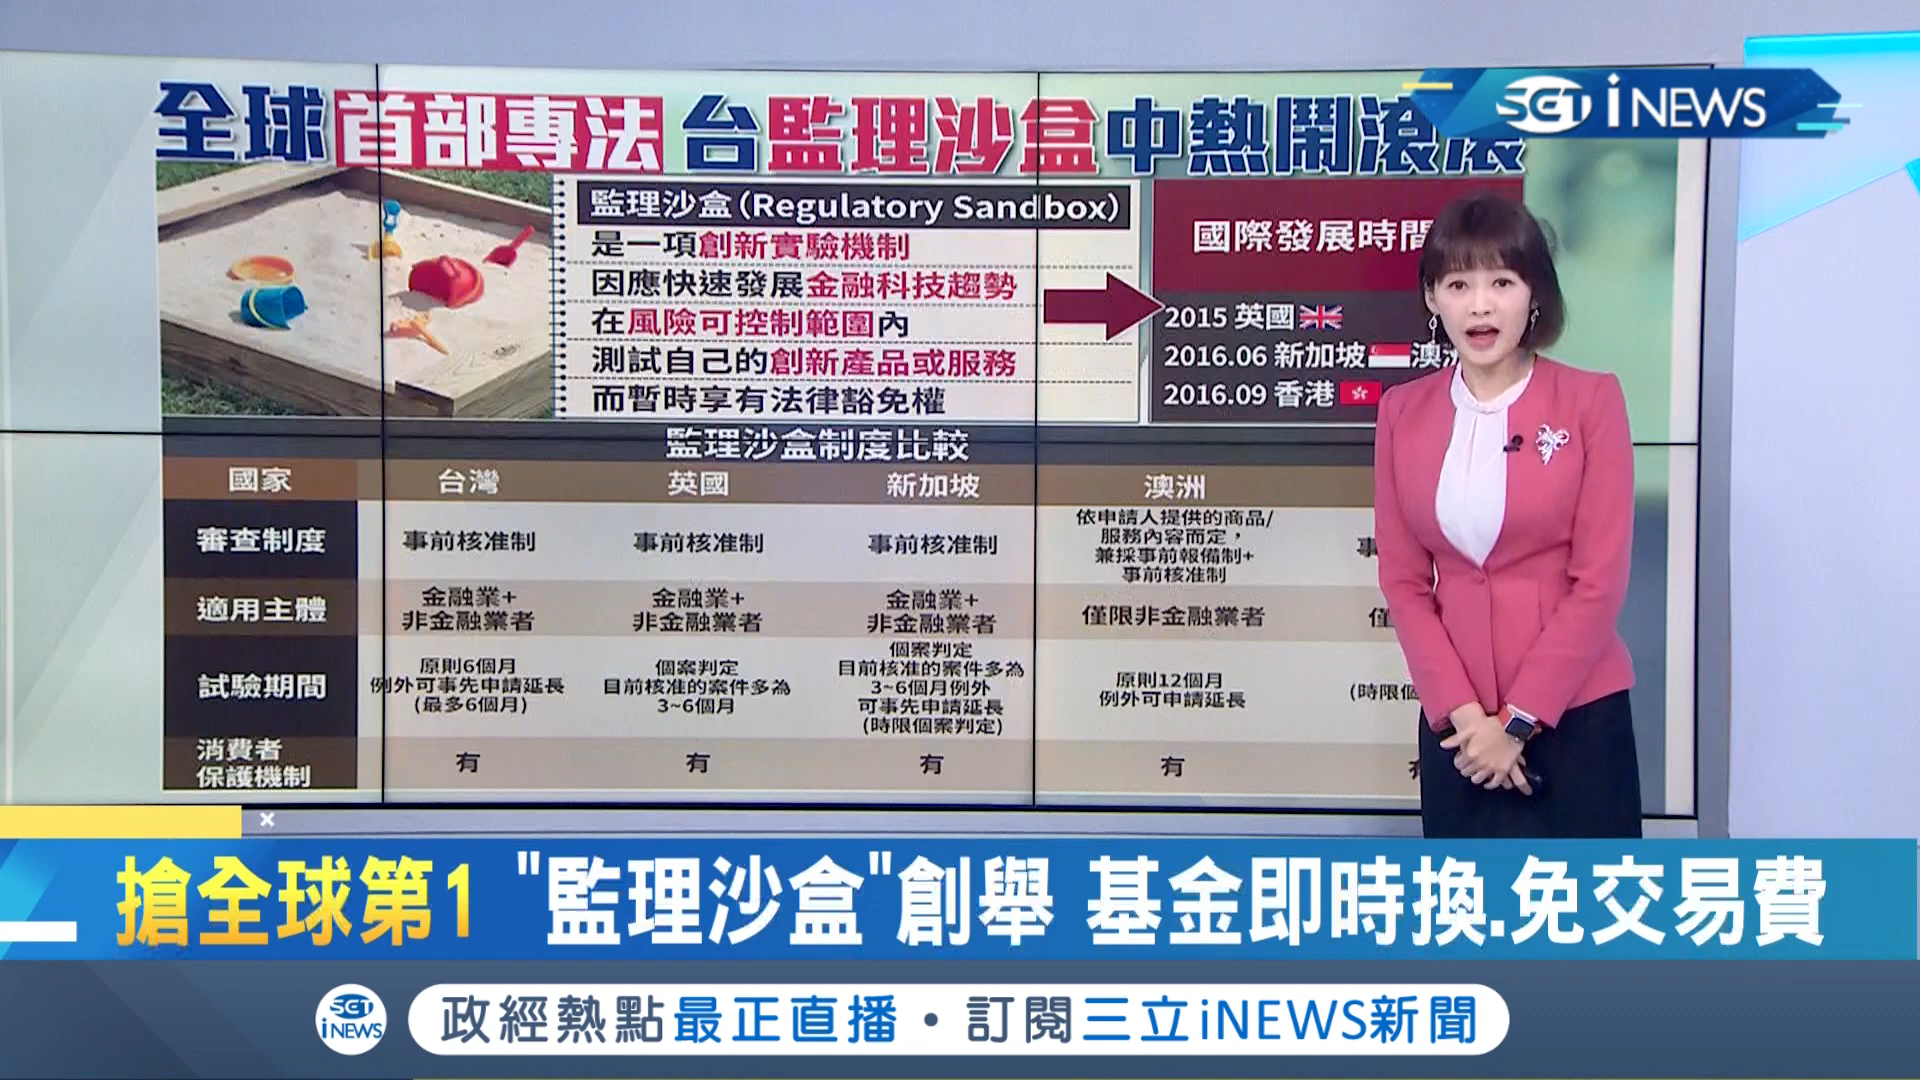 SET iNEWS
全球首部專法 台監理沙盒中熱鬧滾滾
監理沙盒(Regulatory Sandbox)
是一項創新實驗機制
因應快速發展金融科技趨勢
在風險可控制範圍內
測試自己的創新產品或服務
而暫時享有法律豁免權
國際發展時間
2015 英國
2016.06 新加坡 澳
2016.09 香港
監理沙盒制度比較
國家 台灣 英國 新加坡 澳洲
審查制度 事前核准制 事前核准制 事前核准制 依申請人提供的商品/
服務內容而定,
兼採事前報備制+
事前核准制
適用主體 金融業+
非金融業者 金融業+
非金融業者 金融業+
非金融業者 僅限非金融業者 僅
試驗期間 原則6個月
例外可事先申請延長
(最多6個月) 個案判定
目前核准的案件多為
3~6個月 個案判定
目前核准的案件多為
3~6個月例外
可事先申請延長
(時限個案判定) 原則12個月
例外可申請延長 (時限個
消費者
保護機制 有 有 有 有
搶全球第1 "監理沙盒"創舉 基金即時換.免交易費
SET iNEWS
政經熱點最正直播・訂閱三立iNEWS新聞